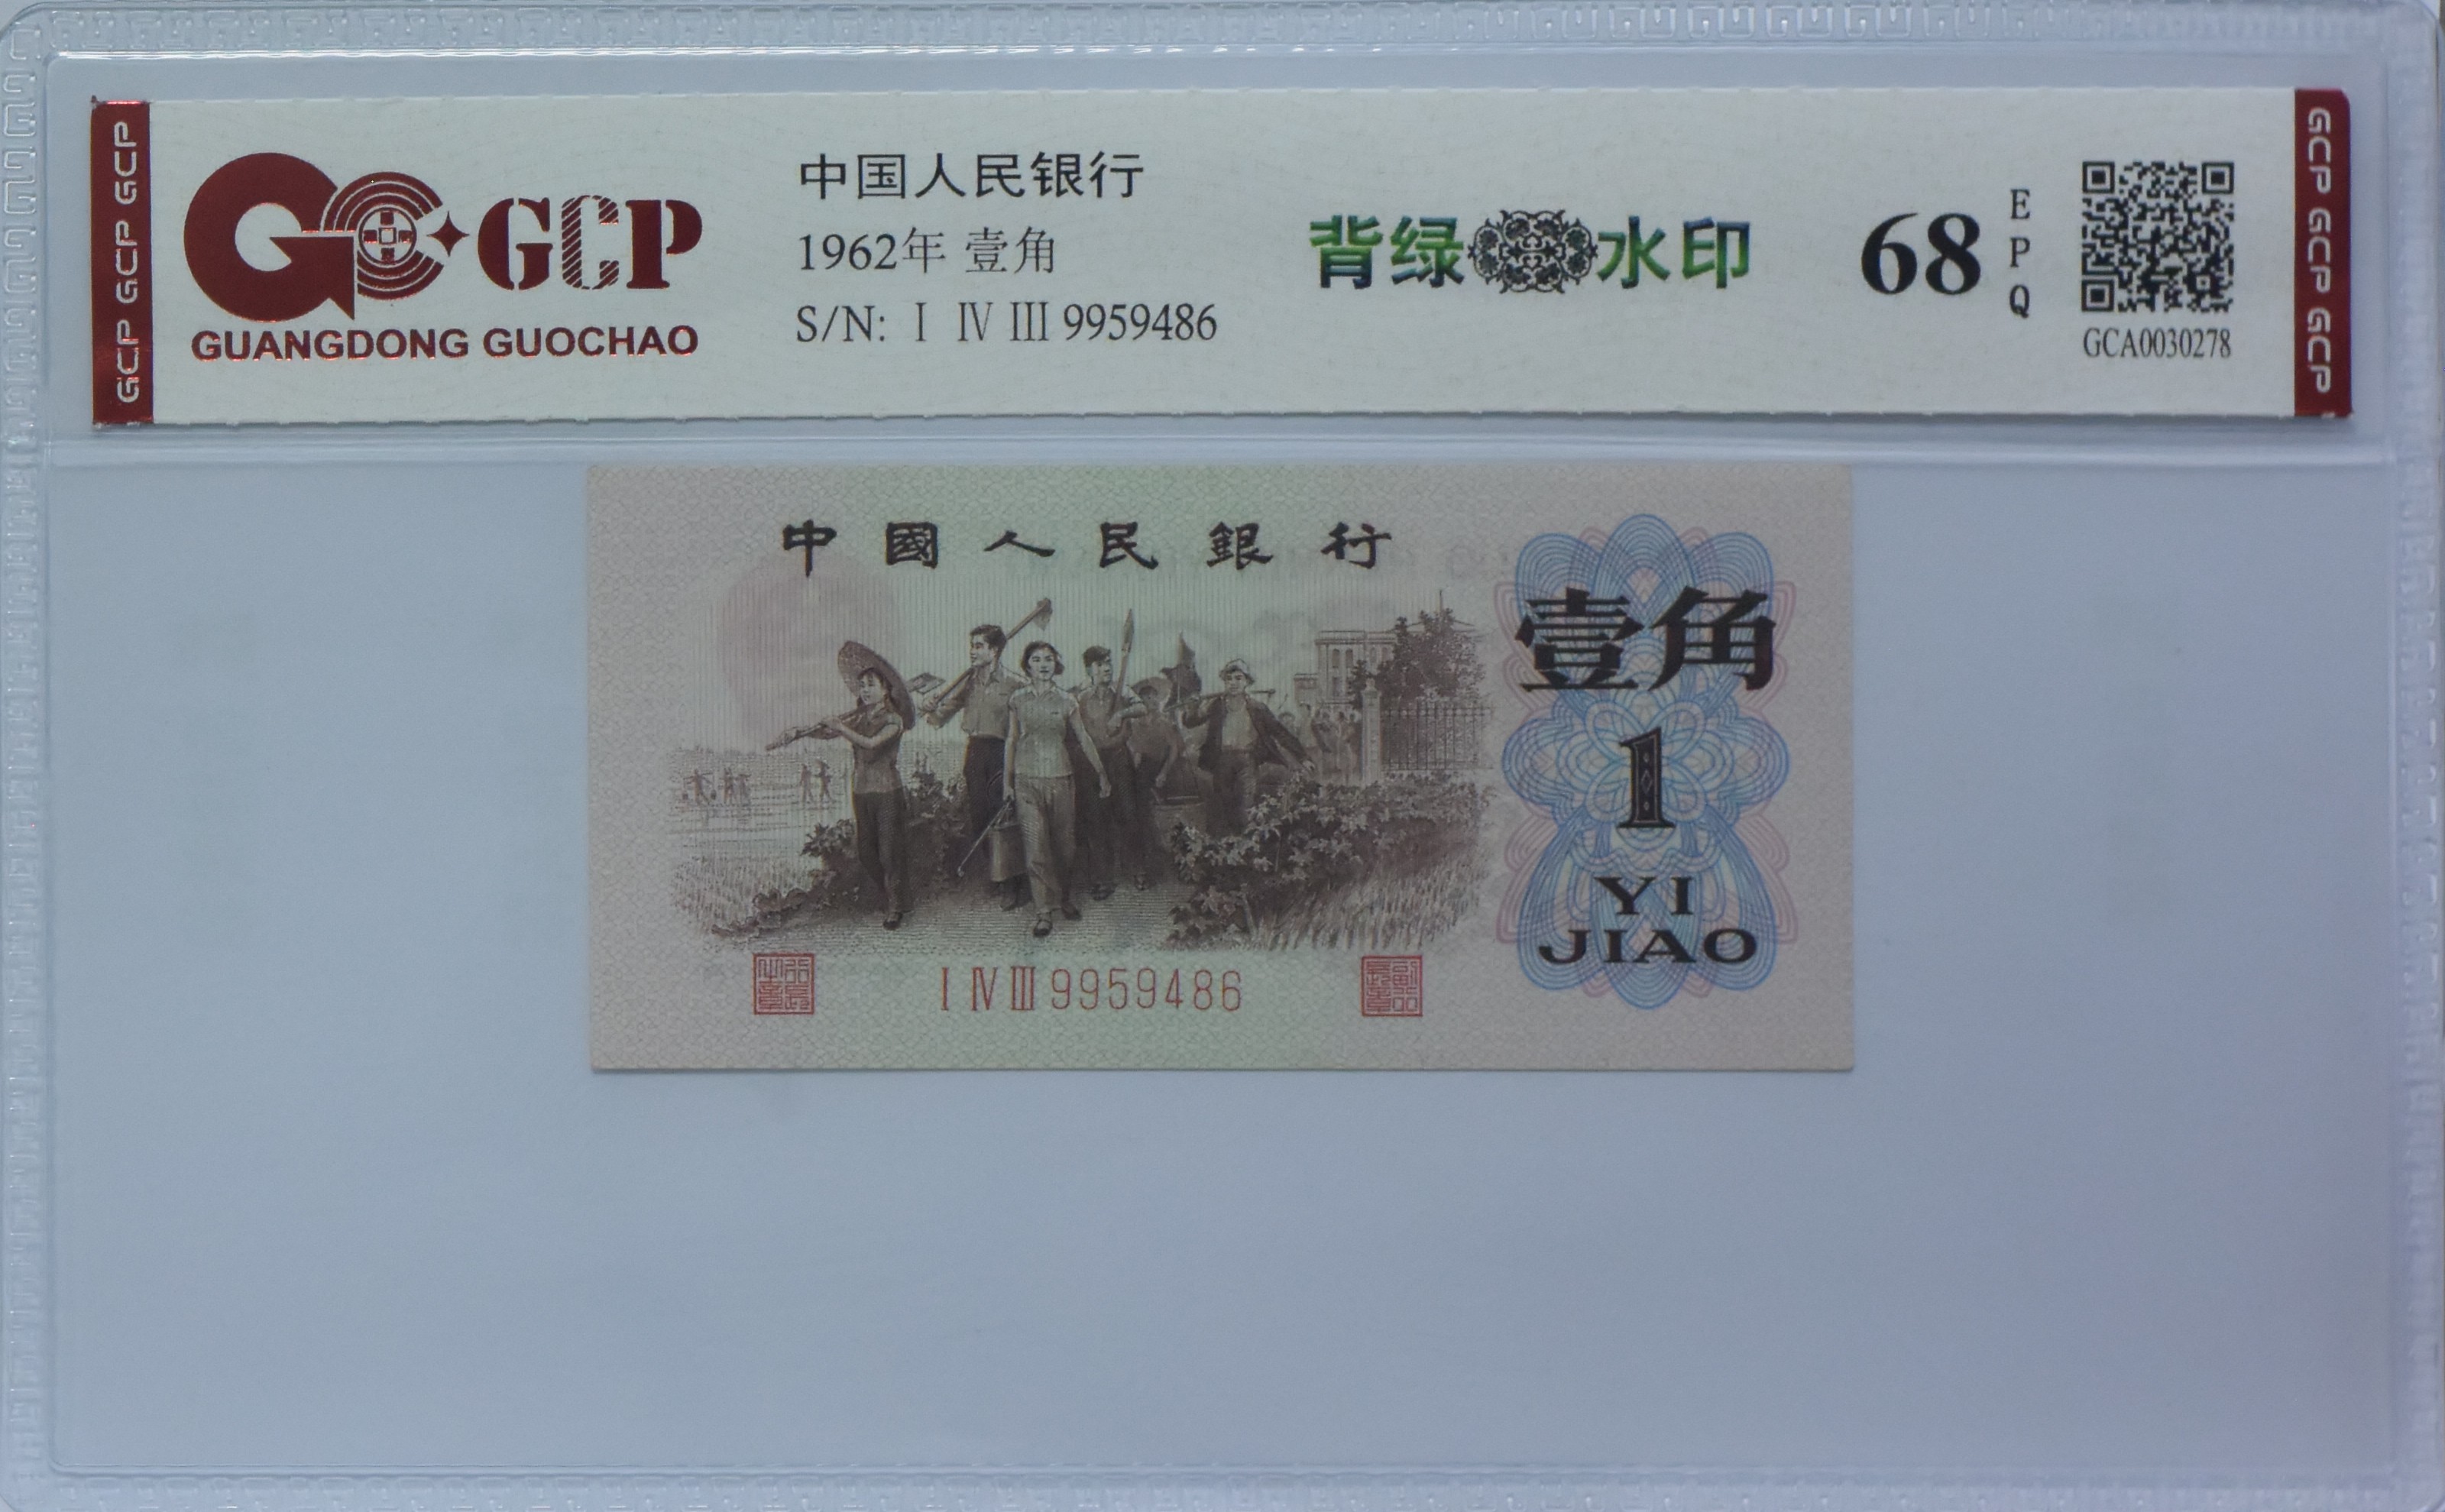 GCP GCP GCP
GCP
GUANGDONG GUOCHAO
中国人民银行
1962年 壹角
S/N: Ⅰ Ⅳ Ⅲ 9959486
背绿 水印
68
EPQ
GCA0030278
GCP GCP GCP
中國人民銀行
壹角
1
YI
JIAO
Ⅰ Ⅳ Ⅲ 9959486